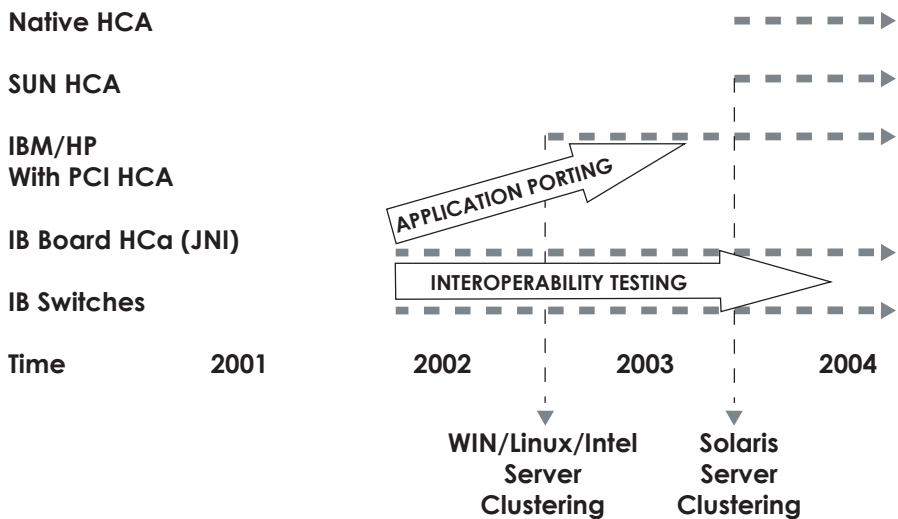 Native HCA
SUN HCA
IBM/HP
With PCI HCA
APPLICATION PORTING
IB Board HCa (JNI)
INTEROPERABILITY TESTING
IB Switches
Time 2001 2002 2003 2004
WIN/Linux/Intel
Server
Clustering
Solaris
Server
Clustering